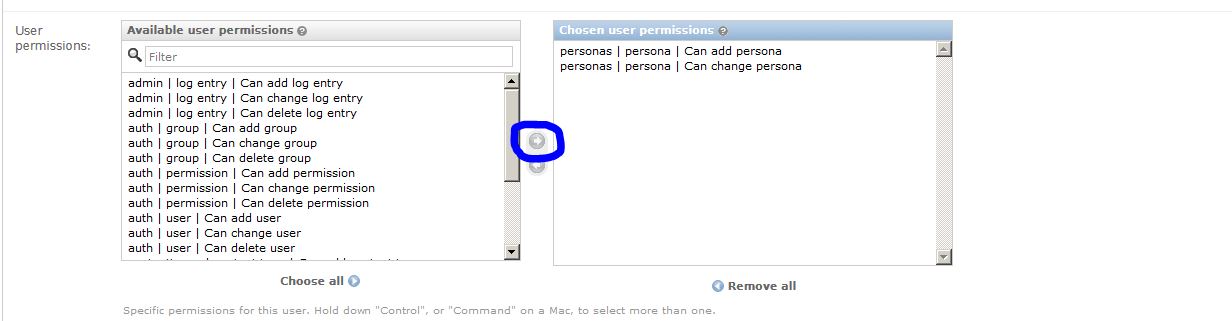 User
permissions:
Available user permissions
Filter
admin | log entry | Can add log entry
admin | log entry | Can change log entry
admin | log entry | Can delete log entry
auth | group | Can add group
auth | group | Can change group
auth | group | Can delete group
auth | permission | Can add permission
auth | permission | Can change permission
auth | permission | Can delete permission
auth | user | Can add user
auth | user | Can change user
auth | user | Can delete user
Choose all
Chosen user permissions
personas | persona | Can add persona
personas | persona | Can change persona
Remove all
Specific permissions for this user. Hold down "Control", or "Command" on a Mac, to select more than one.